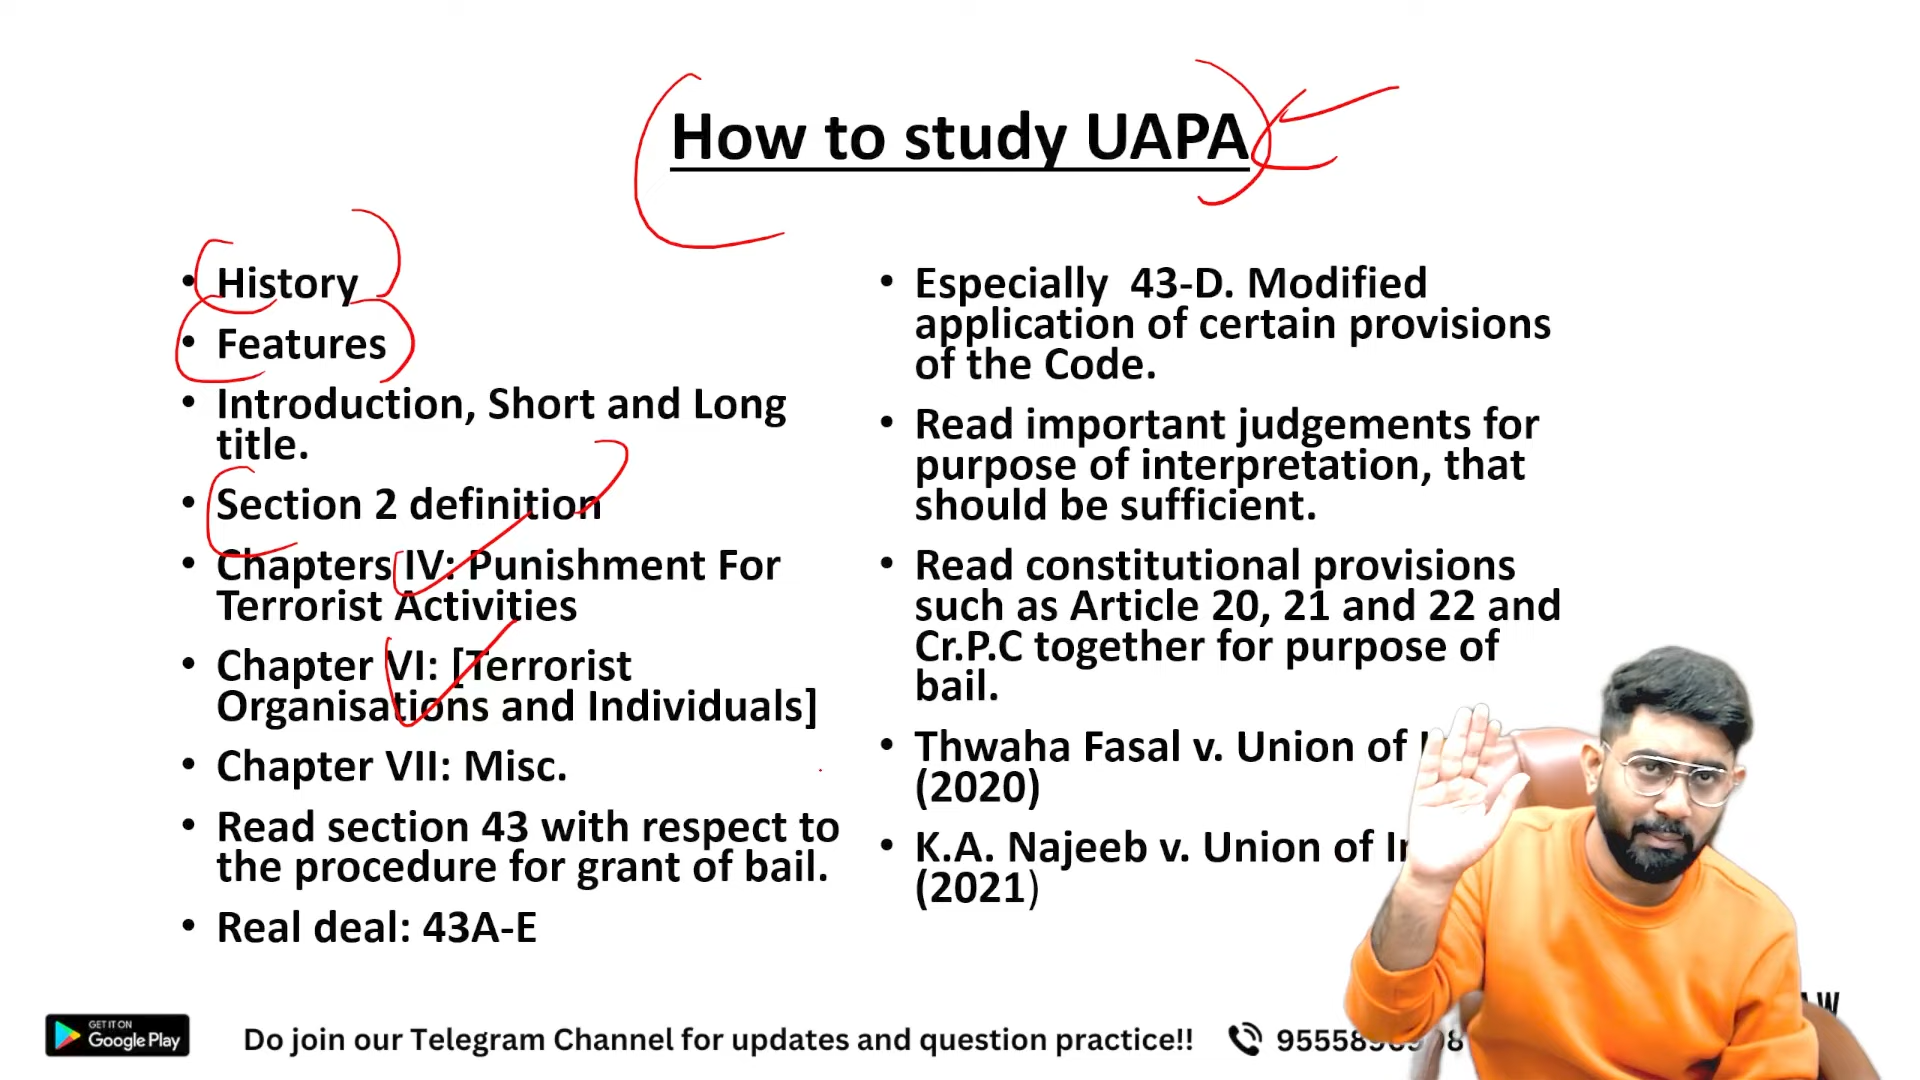 How to study UAPA
• History
• Features
• Introduction, Short and Long
title.
• Section 2 definition
• Chapters IV: Punishment For
Terrorist Activities
• Chapter VI: [Terrorist
Organisations and Individuals]
• Chapter VII: Misc.
• Read section 43 with respect to
the procedure for grant of bail.
• Real deal: 43A-E
• Especially 43-D. Modified
application of certain provisions
of the Code.
• Read important judgements for
purpose of interpretation, that
should be sufficient.
• Read constitutional provisions
such as Article 20, 21 and 22 and
Cr.P.C together for purpose of
bail.
• Thwaha Fasal v. Union of
(2020)
• K.A. Najeeb v. Union of
(2021)
GET IT ON
Google Play
Do join our Telegram Channel for updates and question practice!!